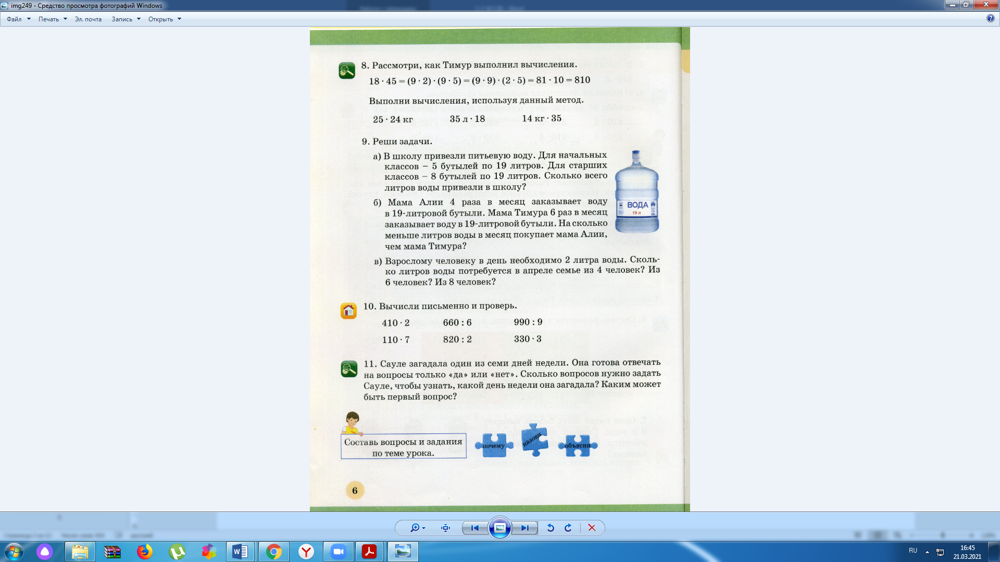 img249 - Средство просмотра фотографий Windows
Файл Печать Эл. почта Запись Открыть
8. Рассмотри, как Тимур выполнил вычисления.
18 · 45 = (9 · 2) · (9 · 5) = (9 · 9) · (2 · 5) = 81 · 10 = 810
Выполни вычисления, используя данный метод.
25 · 24 кг 35 л · 18 14 кг · 35
9. Реши задачи.
а) В школу привезли питьевую воду. Для начальных
классов – 5 бутылей по 19 литров. Для старших
классов – 8 бутылей по 19 литров. Сколько всего
литров воды привезли в школу?
ВОДА
19 л
б) Мама Алии 4 раза в месяц заказывает воду
в 19-литровой бутыли. Мама Тимура 6 раз в месяц
заказывает воду в 19-литровой бутыли. На сколько
меньше литров воды в месяц покупает мама Алии,
чем мама Тимура?
в) Взрослому человеку в день необходимо 2 литра воды. Сколь-
ко литров воды потребуется в апреле семье из 4 человек? Из
6 человек? Из 8 человек?
10. Вычисли письменно и проверь.
410 · 2 660 : 6 990 : 9
110 · 7 820 : 2 330 · 3
11. Сауле загадала один из семи дней недели. Она готова отвечать
на вопросы только «да» или «нет». Сколько вопросов нужно задать
Сауле, чтобы узнать, какой день недели она загадала? Каким может
быть первый вопрос?
Составь вопросы и задания
по теме урока.
почему назови объясни
6
RU 16:45
21.03.2021